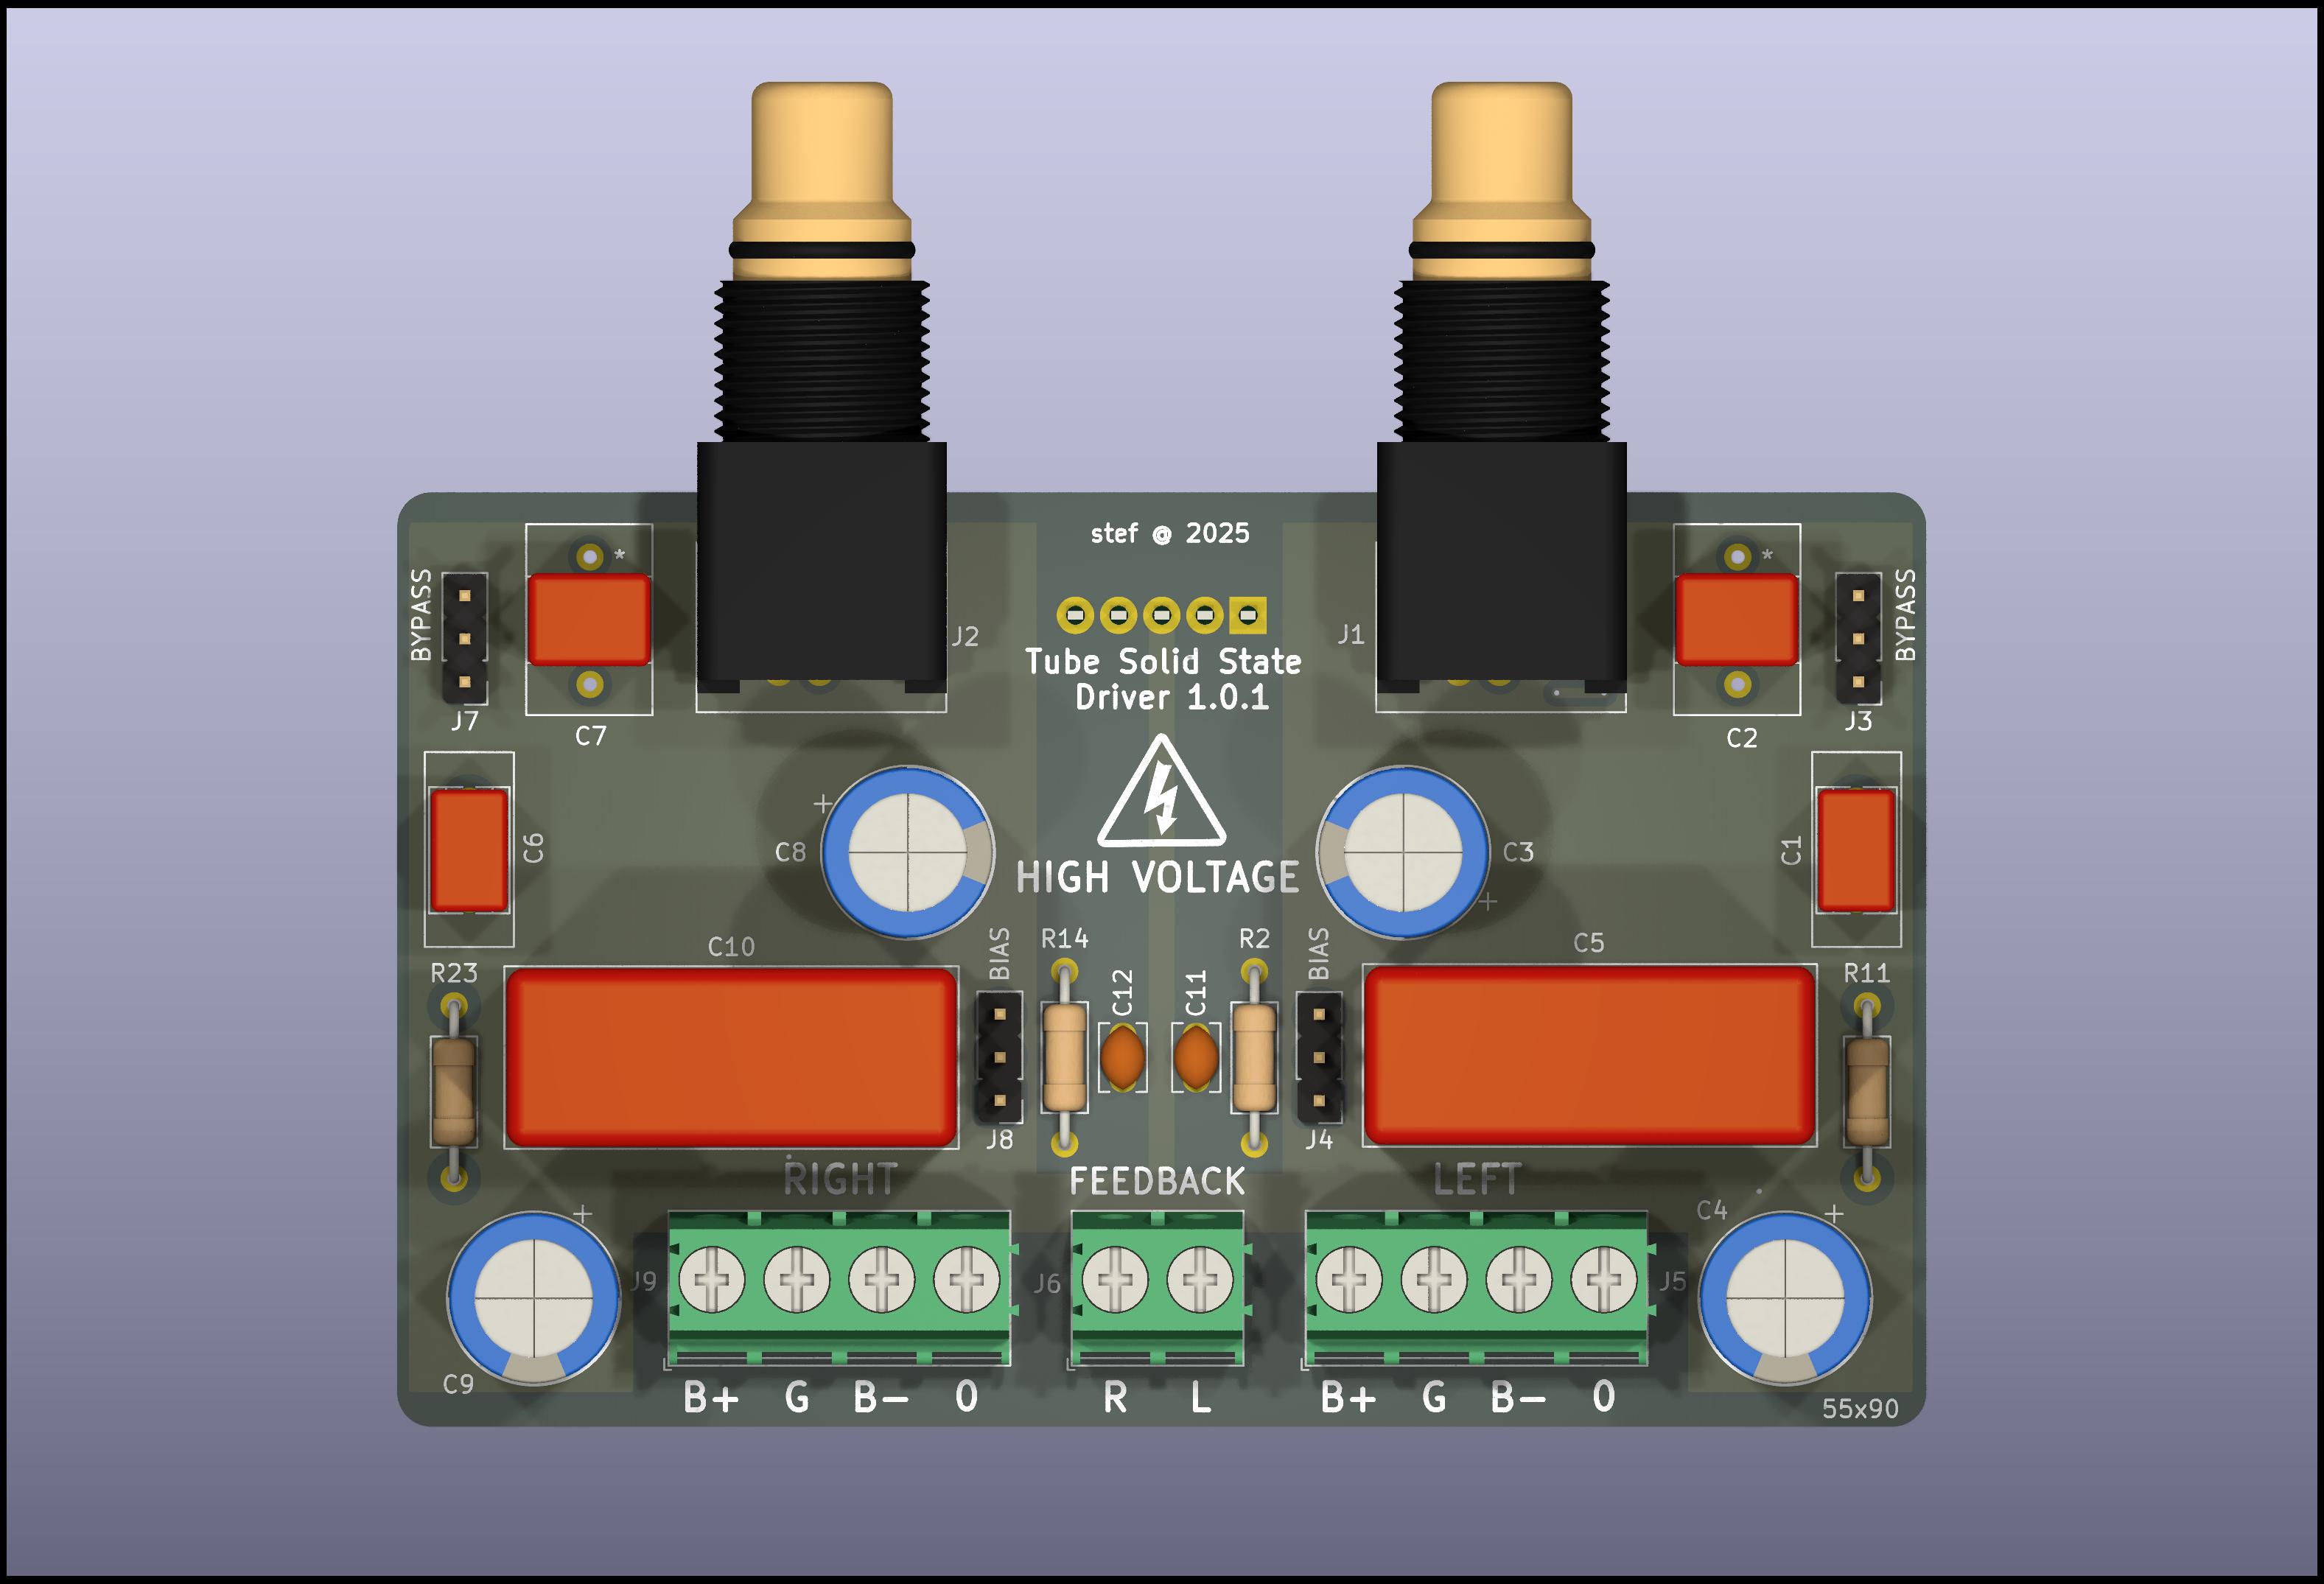 stef @ 2025
BYPASS
*
*
BYPASS
J2
J1
Tube Solid State
Driver 1.0.1
J7
C7
C2
J3
+
C6
C8
C3
C1
HIGH VOLTAGE
+
BIAS
R14
R2
BIAS
C10
C5
R23
C12
C11
R11
J8
J4
RIGHT
FEEDBACK
LEFT
+
C4
+
J9
J6
J5
C9
B+ G B- O
R L
B+ G B- O
55x90